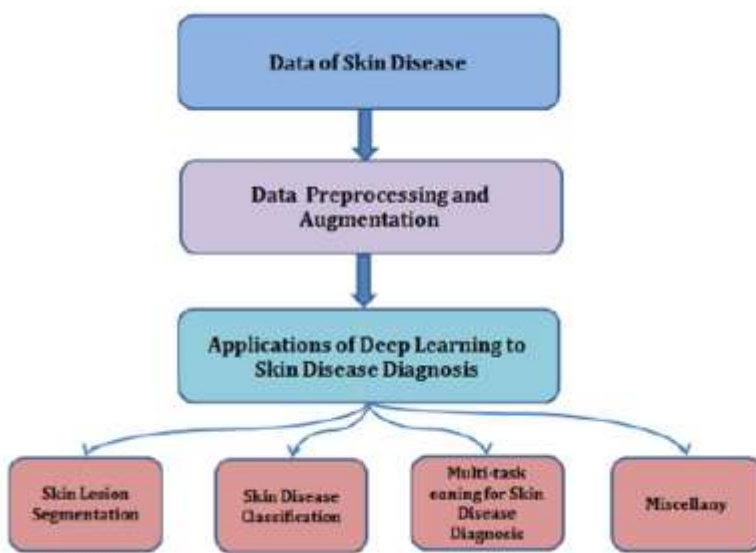 Data of Skin Disease
Data Preprocessing and
Augmentation
Applications of Deep Learning to
Skin Disease Diagnosis
Skin Lesion
Segmentation
Skin Disease
Classification
Multi-task
eoning for Skin
Disease
Diagnosis
Miscellany